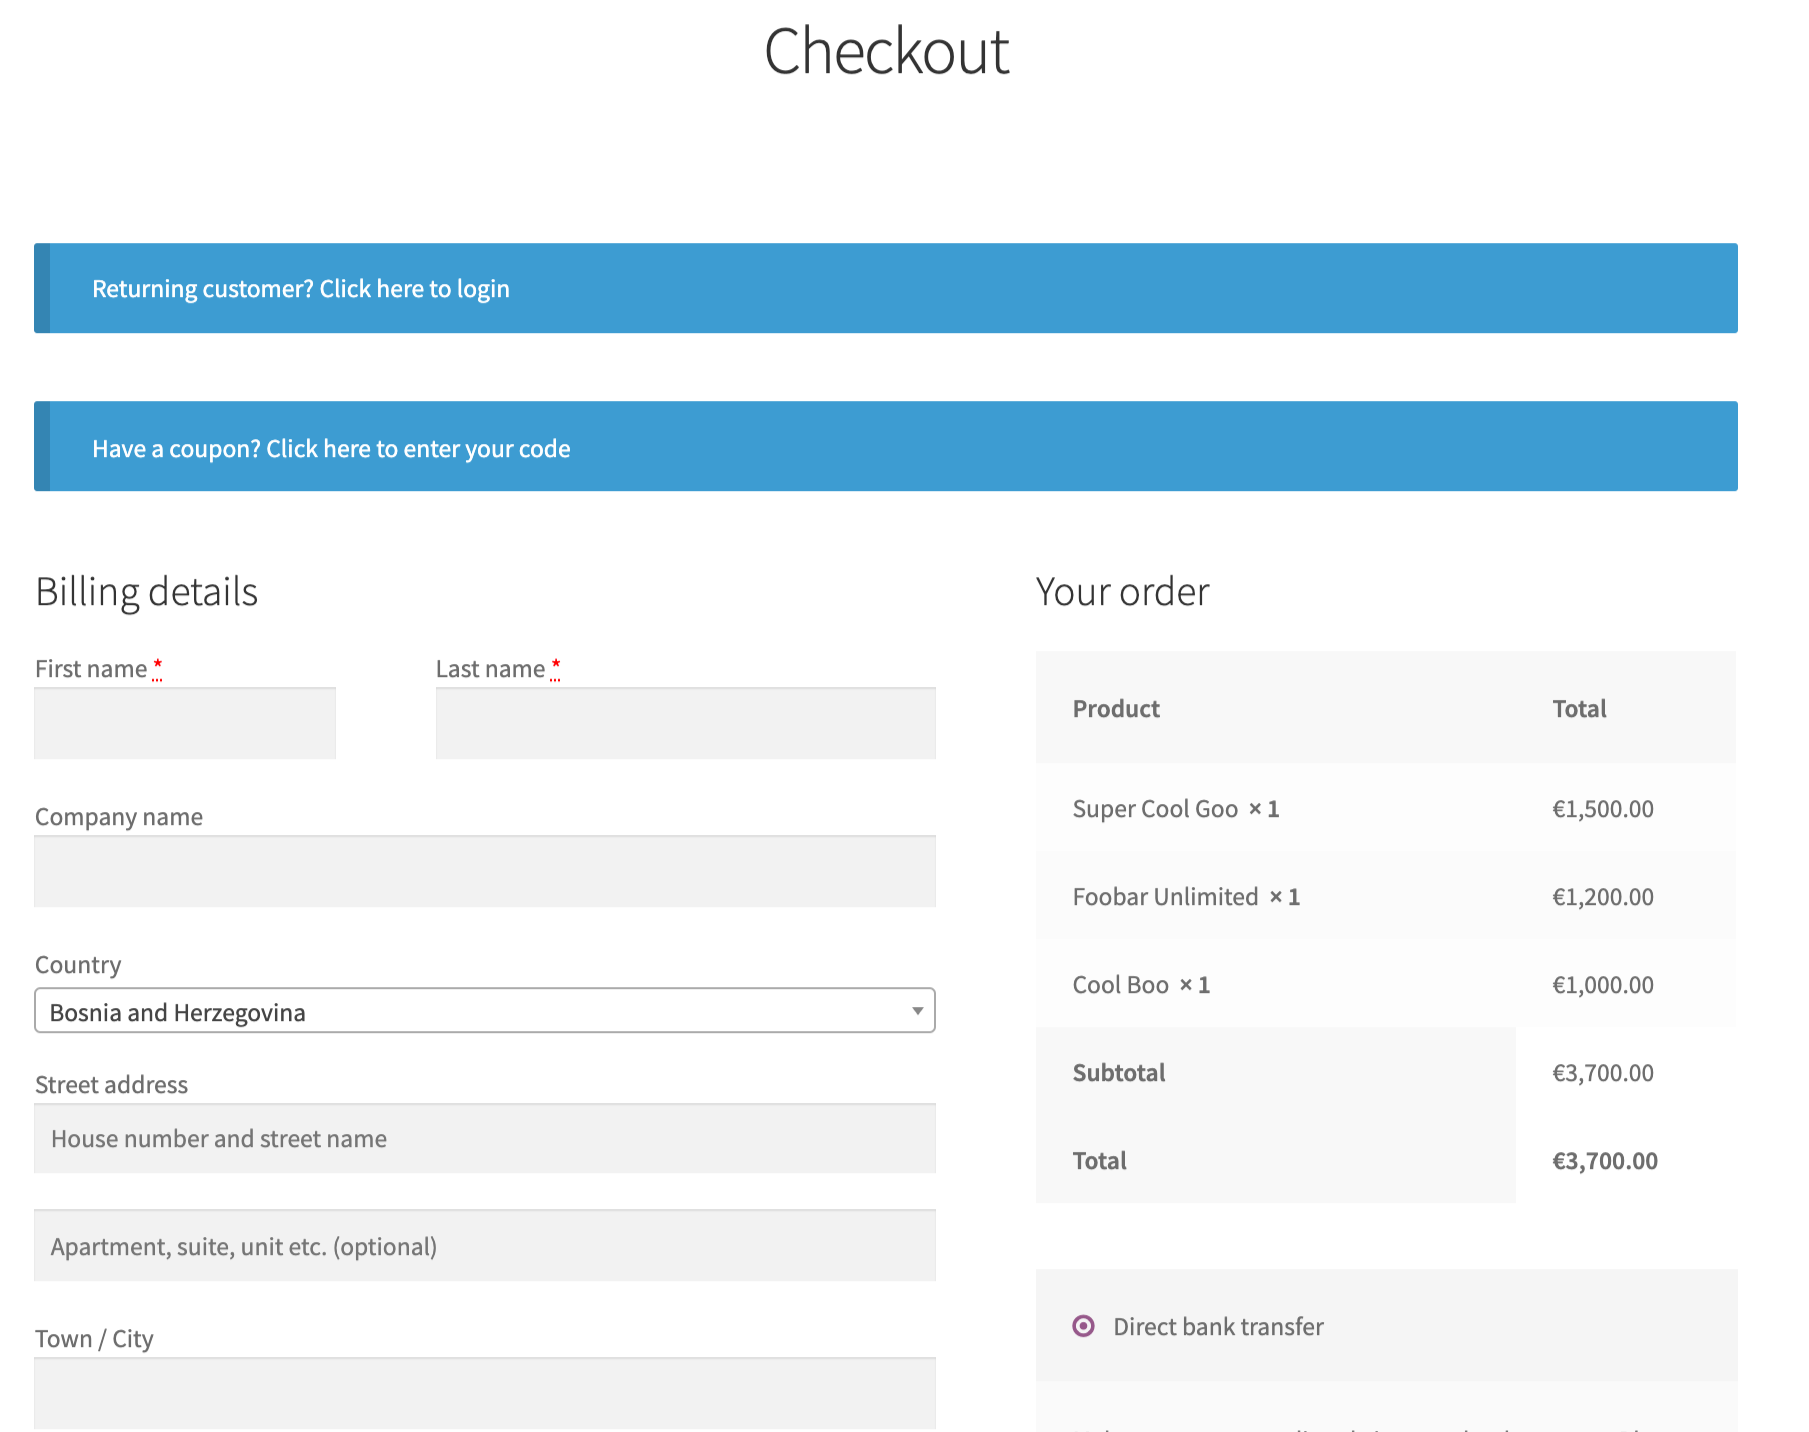 Checkout
Returning customer? Click here to login
Have a coupon? Click here to enter your code
Billing details
First name *
Last name *
Company name
Country
Bosnia and Herzegovina
Street address
House number and street name
Apartment, suite, unit etc. (optional)
Town / City
Your order
Product Total
Super Cool Goo × 1 €1,500.00
Foobar Unlimited × 1 €1,200.00
Cool Boo × 1 €1,000.00
Subtotal €3,700.00
Total €3,700.00
Direct bank transfer